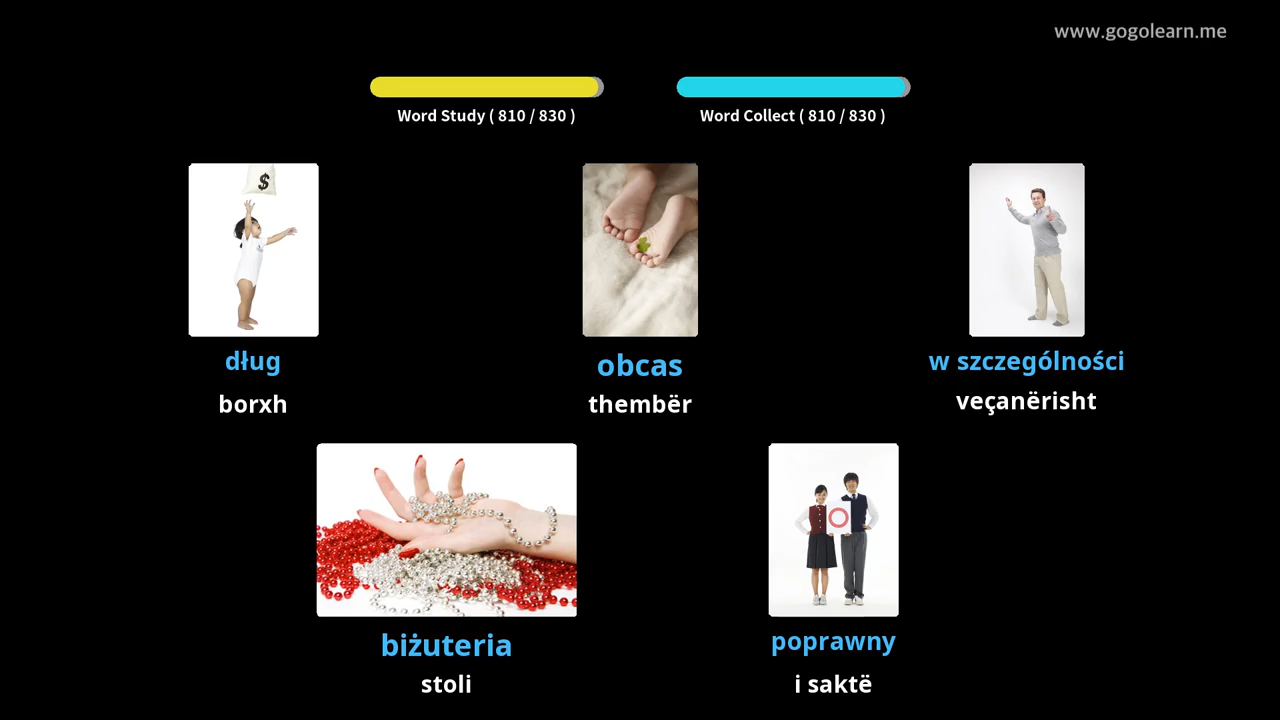 www.gogolearn.me
Word Study ( 810 / 830 )
Word Collect ( 810 / 830 )
$
dług
borxh
obcas
thembër
w szczególności
veçanërisht
biżuteria
stoli
poprawny
i saktë